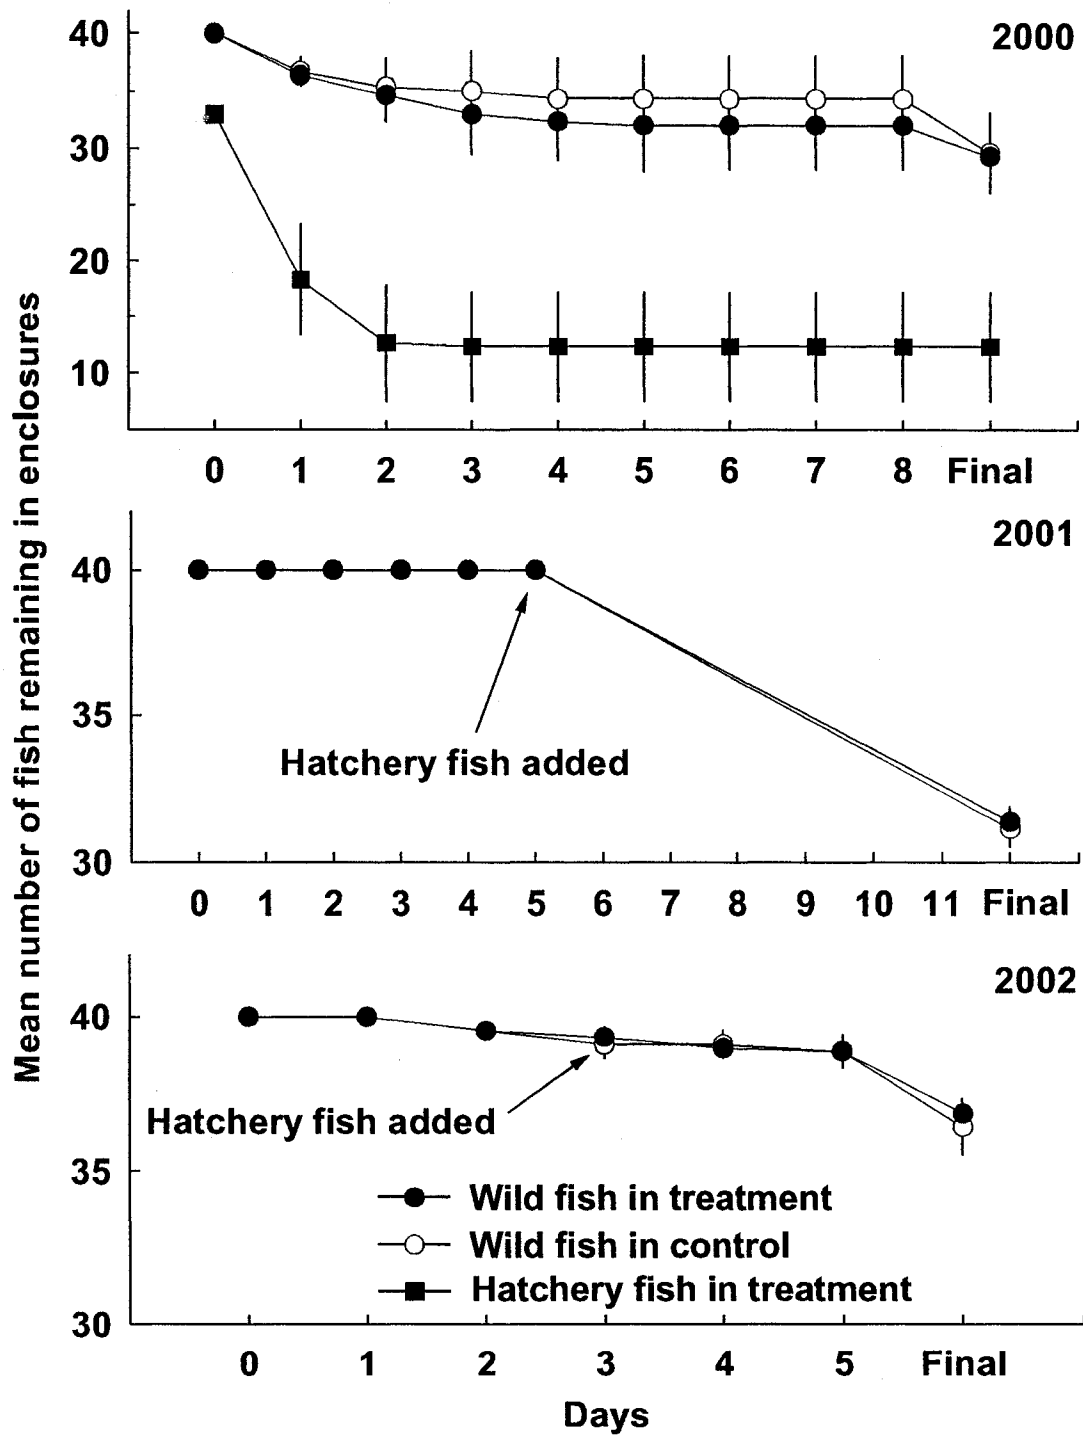 Mean number of fish remaining in enclosures
2000
40
30
20
10
0 1 2 3 4 5 6 7 8 Final
2001
40
35
30
Hatchery fish added
0 1 2 3 4 5 6 7 8 9 10 11 Final
2002
40
35
30
Hatchery fish added
Wild fish in treatment
Wild fish in control
Hatchery fish in treatment
0 1 2 3 4 5 Final
Days